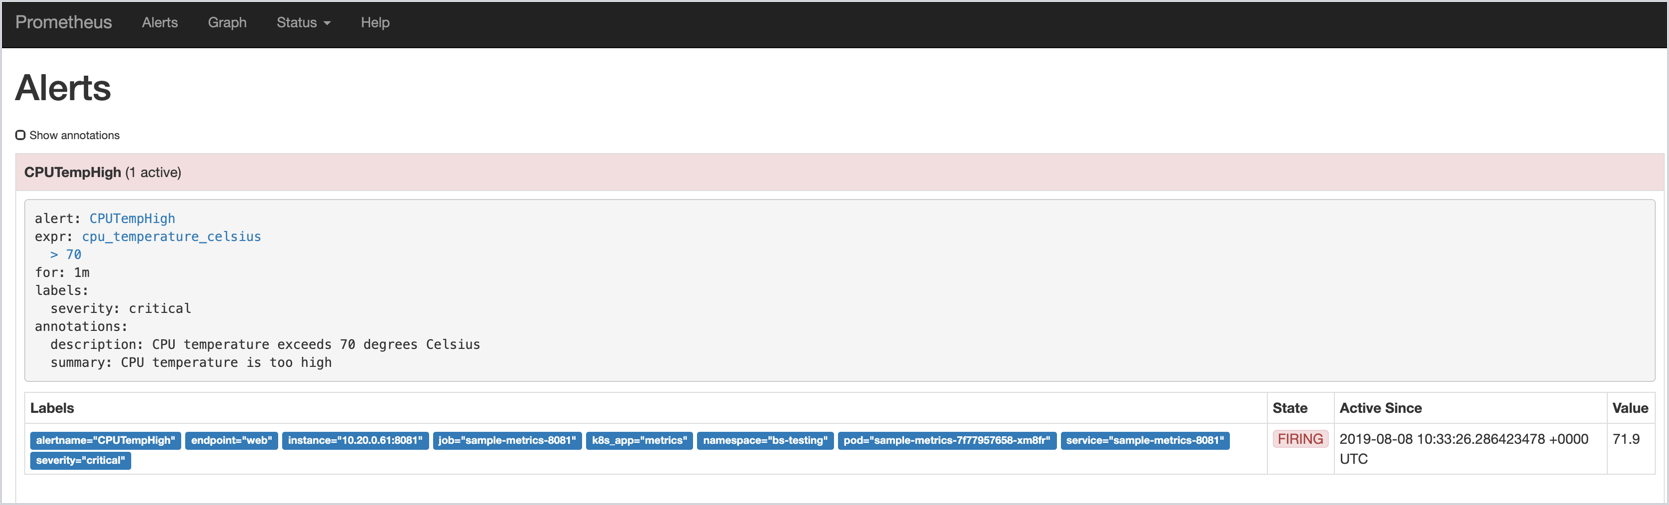 Prometheus Alerts Graph Status Help
Alerts
Show annotations
CPUTempHigh (1 active)
alert: CPUTempHigh
expr: cpu_temperature_celsius
> 70
for: 1m
labels:
severity: critical
annotations:
description: CPU temperature exceeds 70 degrees Celsius
summary: CPU temperature is too high
Labels State Active Since Value
alertname="CPUTempHigh" endpoint="web" instance="10.20.0.61:8081" job="sample-metrics-8081" k8s_app="metrics" namespace="bs-testing" pod="sample-metrics-7f77957658-xm8fr" service="sample-metrics-8081" FIRING 2019-08-08 10:33:26.286423478 +0000 71.9
severity="critical" UTC